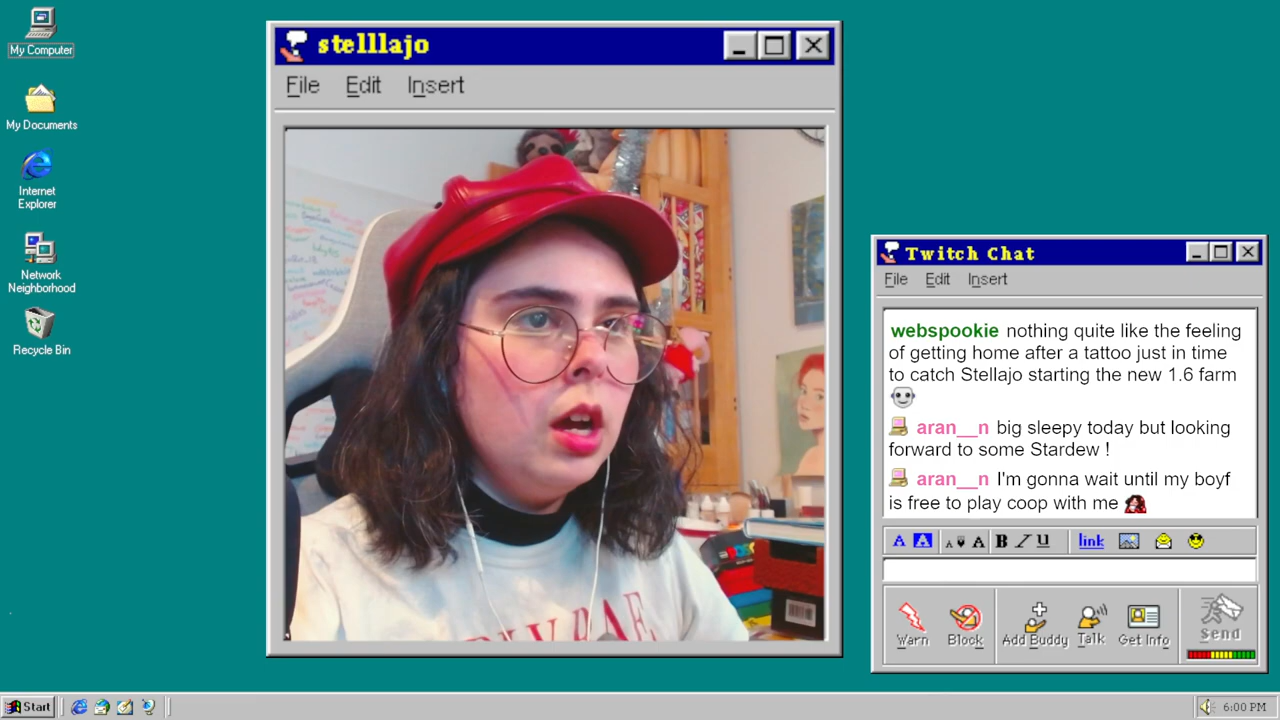 My Computer
My Documents
Internet
Explorer
Network
Neighborhood
Recycle Bin
stelllajo
File Edit Insert
Twitch Chat
File Edit Insert
webspookie nothing quite like the feeling
of getting home after a tattoo just in time
to catch Stellajo starting the new 1.6 farm
aran__n big sleepy today but looking
forward to some Stardew !
aran__n I'm gonna wait until my boyf
is free to play coop with me
A A A A B I U link
Warn Block Add Buddy Talk Get Info Send
Start
6:00 PM